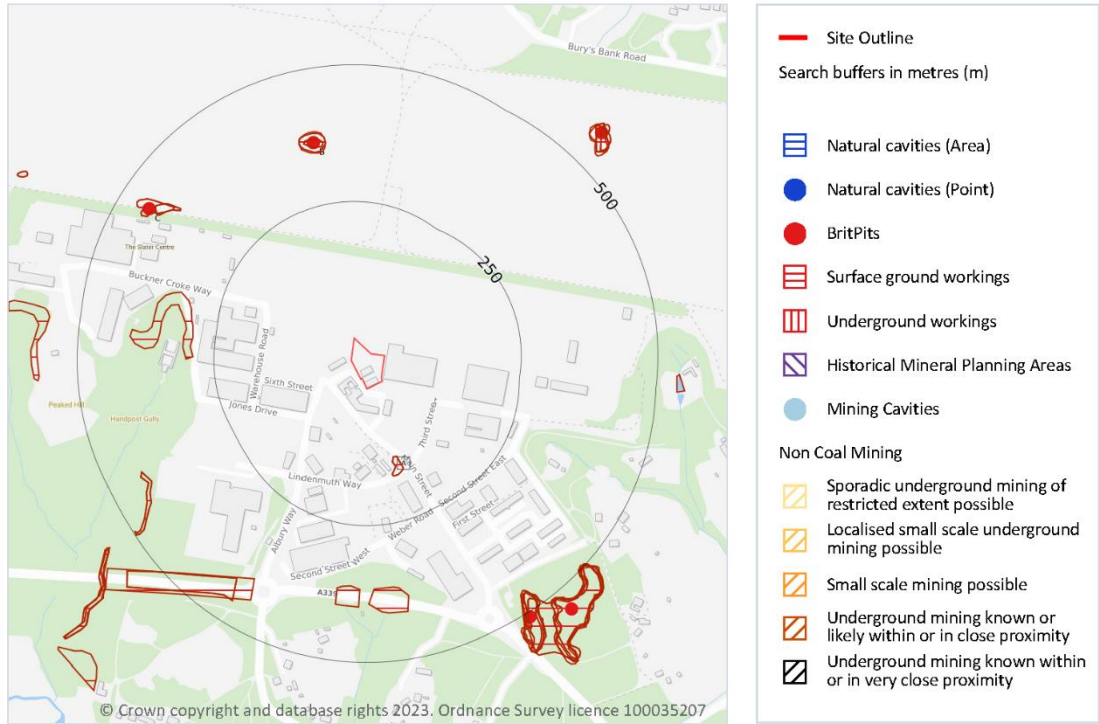 Bury's Bank Road
B
500
C
The Slater Centre
250
Buckner Croke Way
Warehouse Road
Sixth Street
Jones Drive
Third Street
Peaked Hill
Handpost Gully
Main Street
Lindenmuth Way
Second Street East
Weber Road
First Street
Albury Way
Second Street West
A339
© Crown copyright and database rights 2023. Ordnance Survey licence 100035207
Site Outline
Search buffers in metres (m)
Natural cavities (Area)
Natural cavities (Point)
BritPits
Surface ground workings
Underground workings
Historical Mineral Planning Areas
Mining Cavities
Non Coal Mining
Sporadic underground mining of
restricted extent possible
Localised small scale underground
mining possible
Small scale mining possible
Underground mining known or
likely within or in close proximity
Underground mining known within
or in very close proximity